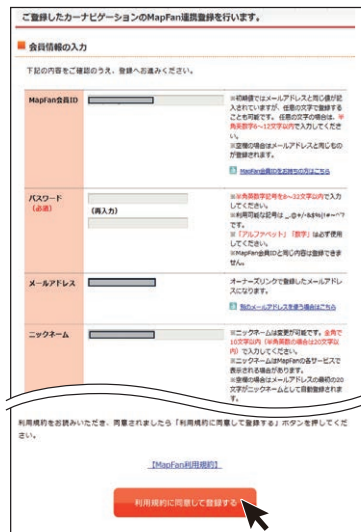 ご登録したカーナビゲーションのMapFan連携登録を行います。
会員情報の入力
下記の内容をご確認のうえ、登録へお進みください。
MapFan会員ID
※初期値ではメールアドレスと同じ値が記
入されていますが、任意の文字で登録する
ことも可能です。任意の文字の場合は、半
角英数字6～12文字以内で入力してくださ
い。
※空欄の場合はメールアドレスと同じもの
が登録されます。
MapFan会員IDをお持ちの方はこちら
パスワード
(必須)
(再入力)
※半角英数字記号を8～32文字以内で入力
してください。
※利用可能な記号は
です。
※「アルファベット」「数字」は必ず使用
してください。
※MapFan会員IDと同じ内容は登録できま
せん。
メールアドレス
オーナーズリンクで登録したメールアドレ
スになります。
別のメールアドレスを使う場合はこちら
ニックネーム
※ニックネームは変更が可能です。全角で
10文字以内（半角英数の場合は20文字以
内）で入力してください。
※ニックネームはMapFanの各サービスで
表示される場合があります。
※空欄の場合はメールアドレスの最初の20
文字がニックネームとして自動登録されま
す。
利用規約をお読みいただき、同意されましたら「利用規約に同意して登録する」ボタンを押してくだ
さい。
【MapFan利用規約】
利用規約に同意して登録する